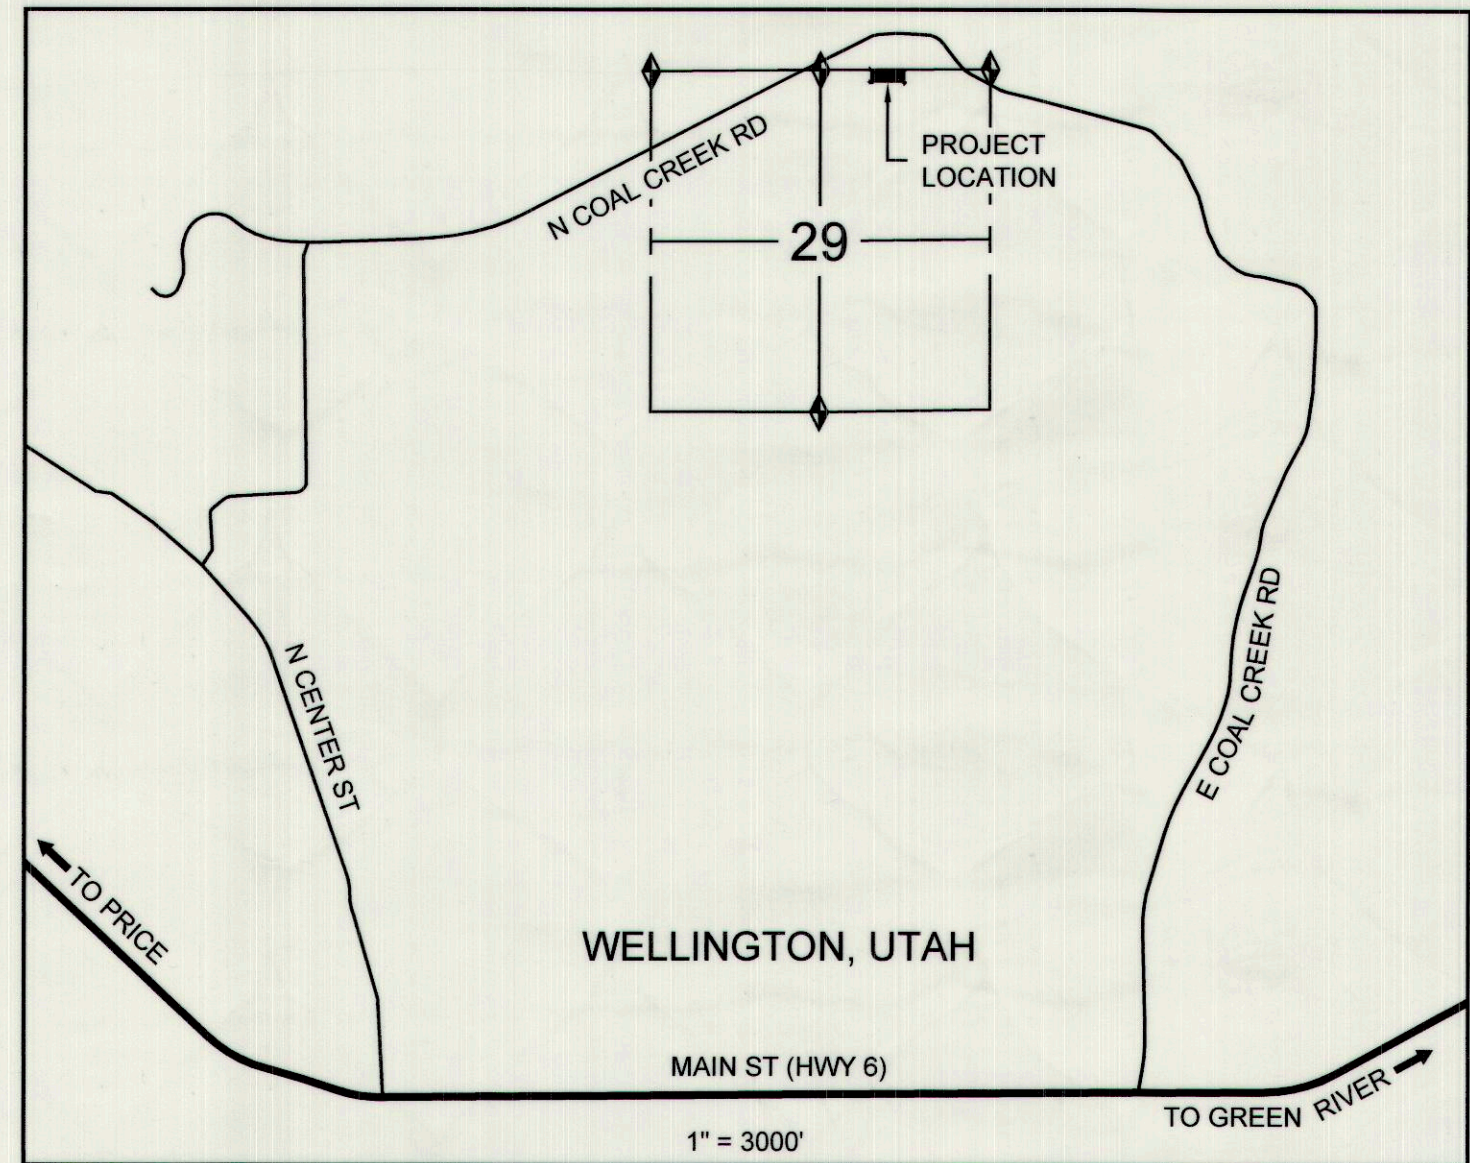 N COAL CREEK RD
PROJECT
LOCATION
29
E COAL CREEK RD
N CENTER ST
TO PRICE
WELLINGTON, UTAH
MAIN ST (HWY 6)
TO GREEN RIVER
1" = 3000'